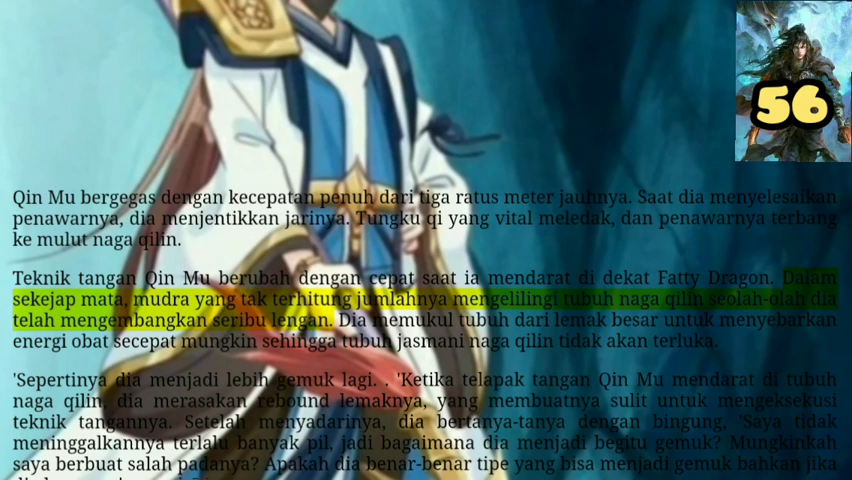 56
Qin Mu bergegas dengan kecepatan penuh dari tiga ratus meter jauhnya. Saat dia menyelesaikan
penawarnya, dia menjentikkan jarinya. Tungku qi yang vital meledak, dan penawarnya terbang
ke mulut naga qilin.
Teknik tangan Qin Mu berubah dengan cepat saat ia mendarat di dekat Fatty Dragon. Dalam
sekejap mata, mudra yang tak terhitung jumlahnya mengelilingi tubuh naga qilin seolah-olah dia
telah mengembangkan seribu lengan. Dia memukul tubuh dari lemak besar untuk menyebarkan
energi obat secepat mungkin sehingga tubuh jasmani naga qilin tidak akan terluka.
'Sepertinya dia menjadi lebih gemuk lagi. . 'Ketika telapak tangan Qin Mu mendarat di tubuh
naga qilin, dia merasakan rebound lemaknya, yang membuatnya sulit untuk mengeksekusi
teknik tangannya. Setelah menyadarinya, dia bertanya-tanya dengan bingung, 'Saya tidak
meninggalkannya terlalu banyak pil, jadi bagaimana dia menjadi begitu gemuk? Mungkinkah
saya berbuat salah padanya? Apakah dia benar-benar tipe yang bisa menjadi gemuk bahkan jika